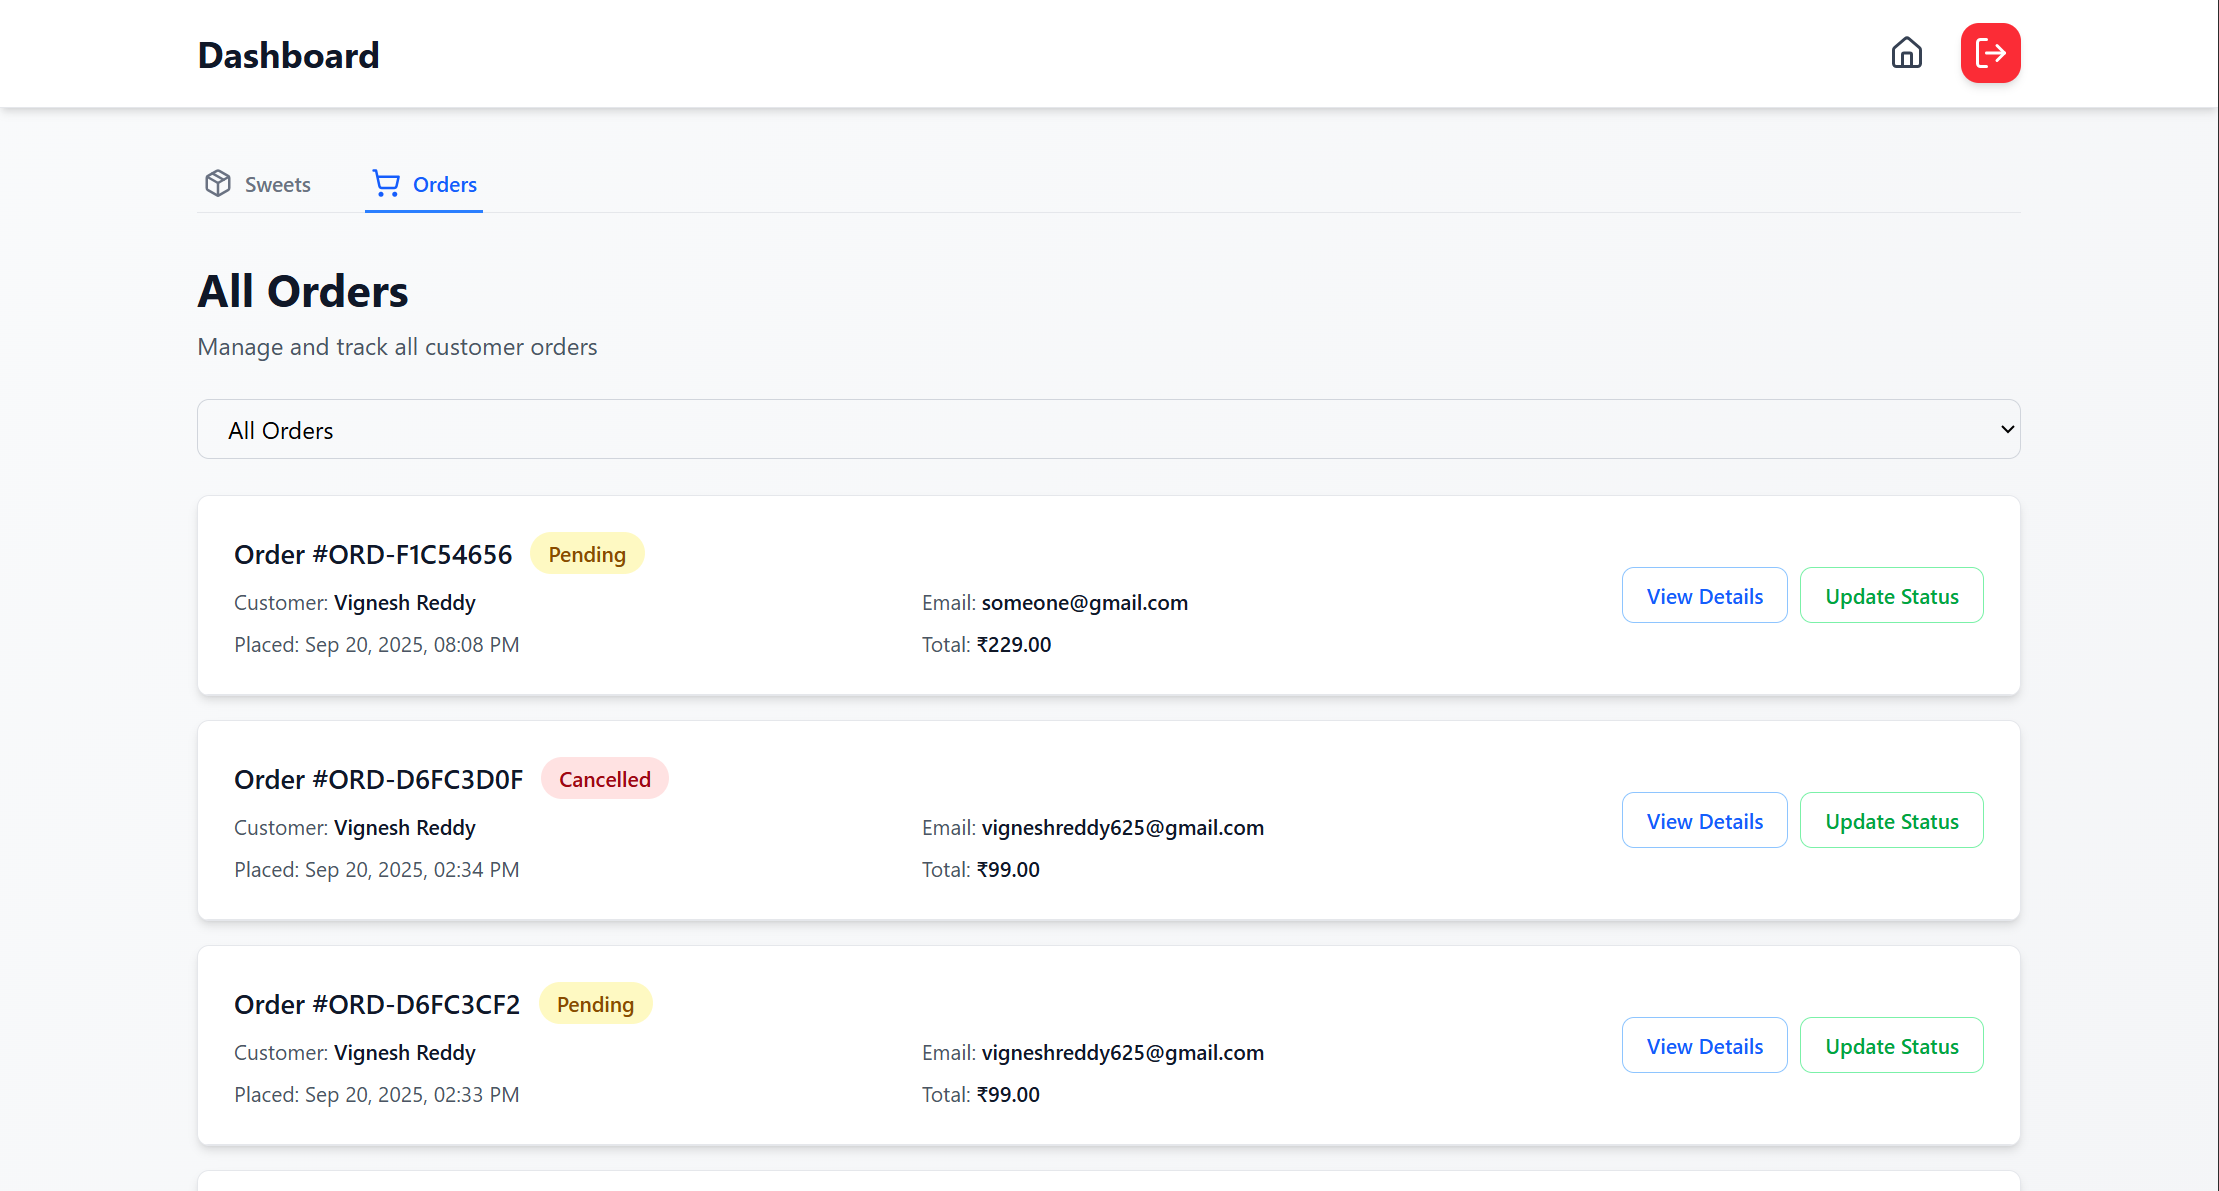 Dashboard
Sweets
Orders
All Orders
Manage and track all customer orders
All Orders
Order #ORD-F1C54656 Pending
Customer: Vignesh Reddy
Email: someone@gmail.com
Placed: Sep 20, 2025, 08:08 PM
Total: ₹229.00
View Details
Update Status
Order #ORD-D6FC3D0F Cancelled
Customer: Vignesh Reddy
Email: vigneshreddy625@gmail.com
Placed: Sep 20, 2025, 02:34 PM
Total: ₹99.00
View Details
Update Status
Order #ORD-D6FC3CF2 Pending
Customer: Vignesh Reddy
Email: vigneshreddy625@gmail.com
Placed: Sep 20, 2025, 02:33 PM
Total: ₹99.00
View Details
Update Status